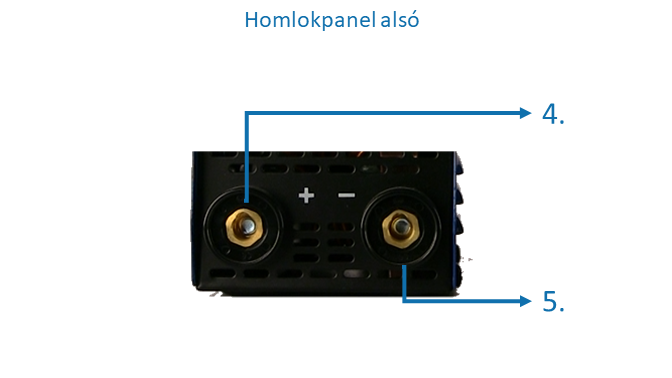 Homlokpanel alsó
4.
+ −
5.